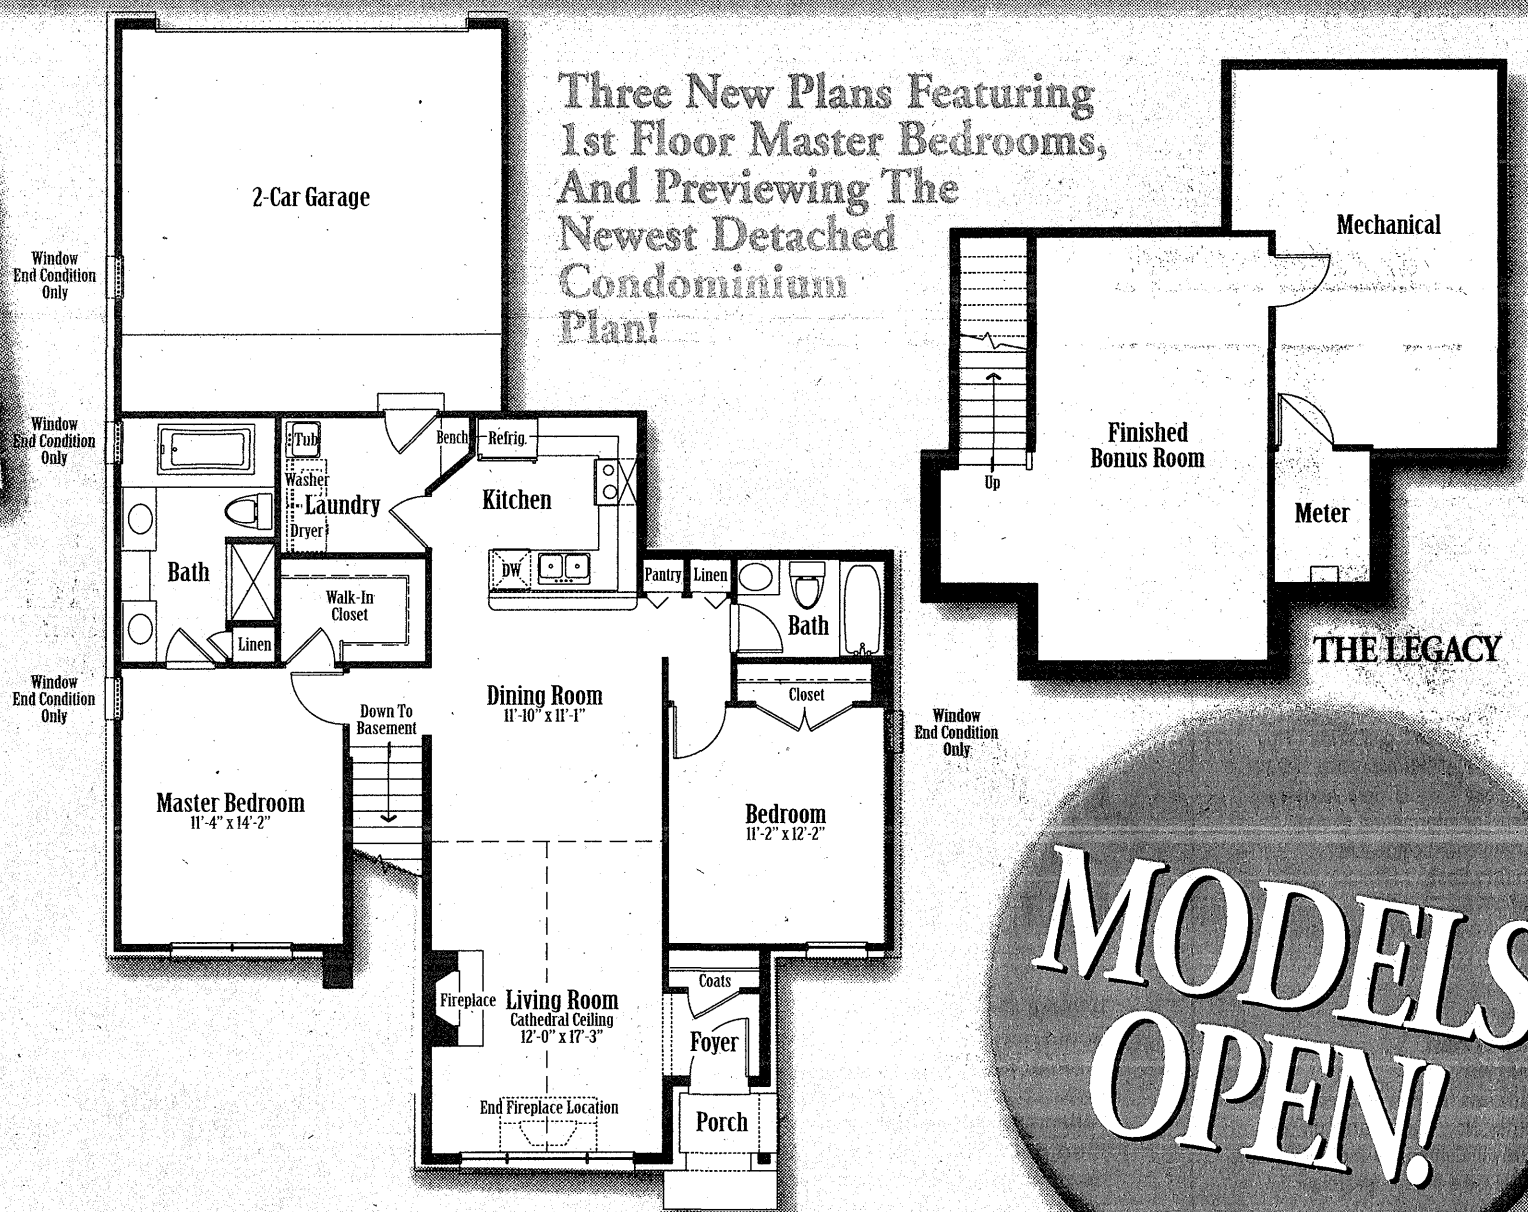 Three New Plans Featuring
1st Floor Master Bedrooms,
And Previewing The
Newest Detached
Condominium
Plan!
2-Car Garage
Window
End Condition
Only
Window
End Condition
Only
Tub
Washer
Laundry
Dryer
Bench
Refrig.
Kitchen
DW
Bath
Linen
Walk-In
Closet
Pantry
Linen
Bath
Closet
Window
End Condition
Only
Dining Room
11'-10" x 11'-1"
Down To
Basement
Master Bedroom
11'-4" x 14'-2"
Bedroom
11'-2" x 12'-2"
Window
End Condition
Only
Fireplace
Living Room
Cathedral Ceiling
12'-0" x 17'-3"
Coats
Foyer
End Fireplace Location
Porch
Mechanical
Finished
Bonus Room
Up
Meter
THE LEGACY
MODELS
OPEN!